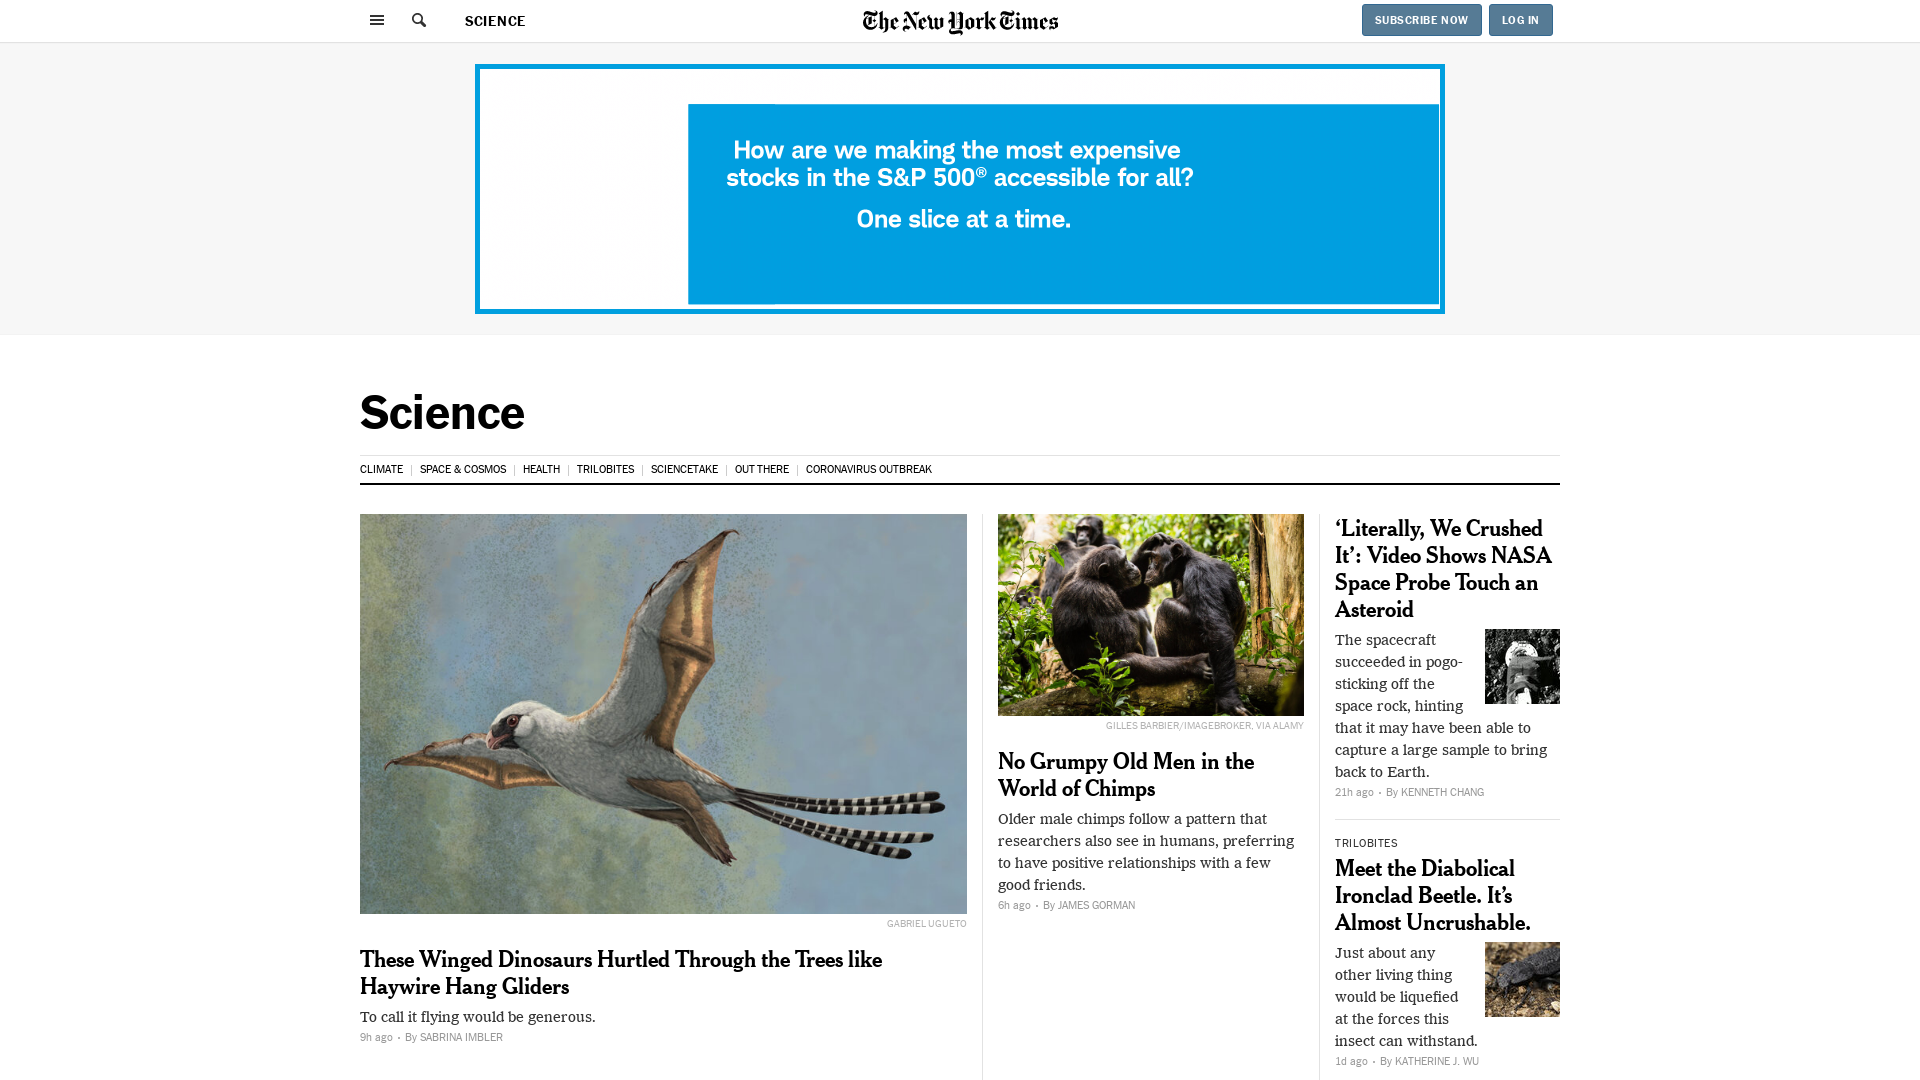 SCIENCE
The New York Times
SUBSCRIBE NOW
LOG IN
How are we making the most expensive
stocks in the S&P 500® accessible for all?
One slice at a time.
Science
CLIMATE
SPACE & COSMOS
HEALTH
TRILOBITES
SCIENCETAKE
OUT THERE
CORONAVIRUS OUTBREAK
GABRIEL UGUETO
These Winged Dinosaurs Hurtled Through the Trees like
Haywire Hang Gliders
To call it flying would be generous.
9h ago • By SABRINA IMBLER
GILLES BARBIER/IMAGEBROKER, VIA ALAMY
No Grumpy Old Men in the
World of Chimps
Older male chimps follow a pattern that
researchers also see in humans, preferring
to have positive relationships with a few
good friends.
6h ago • By JAMES GORMAN
‘Literally, We Crushed
It’: Video Shows NASA
Space Probe Touch an
Asteroid
The spacecraft
succeeded in pogo-
sticking off the
space rock, hinting
that it may have been able to
capture a large sample to bring
back to Earth.
21h ago • By KENNETH CHANG
TRILOBITES
Meet the Diabolical
Ironclad Beetle. It’s
Almost Uncrushable.
Just about any
other living thing
would be liquefied
at the forces this
insect can withstand.
1d ago • By KATHERINE J. WU